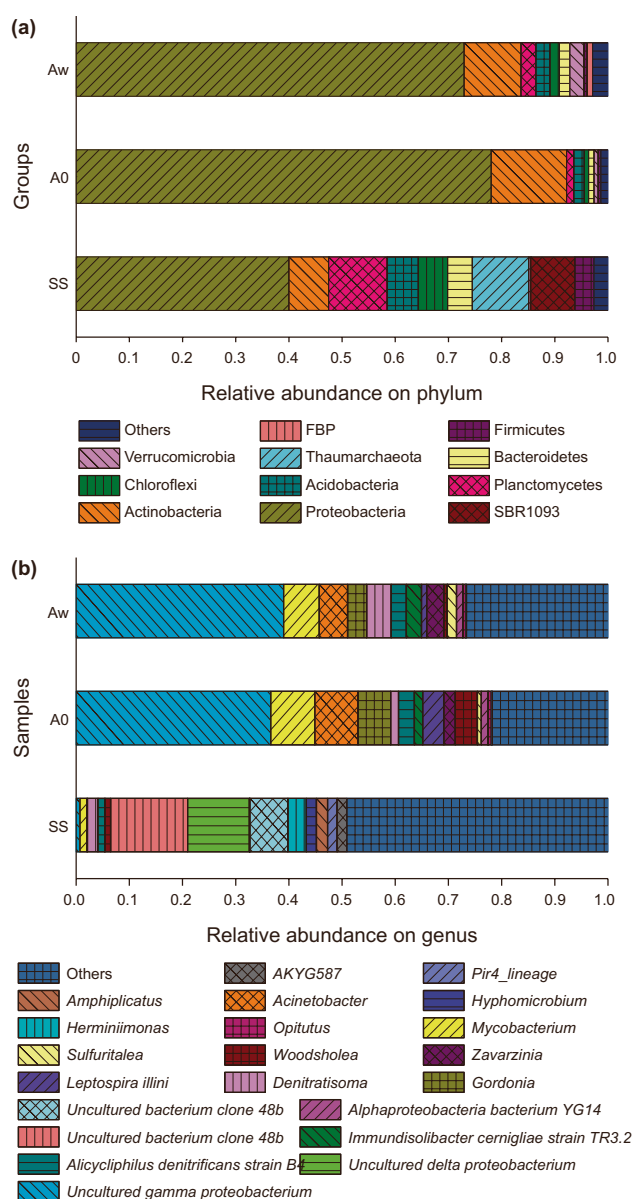 (a)
Groups
Aw
A0
SS
0 0.1 0.2 0.3 0.4 0.5 0.6 0.7 0.8 0.9 1.0
Relative abundance on phylum
Others FBP Firmicutes
Verrucomicrobia Thaumarchaeota Bacteroidetes
Chloroflexi Acidobacteria Planctomycetes
Actinobacteria Proteobacteria SBR1093
(b)
Samples
Aw
A0
SS
0.0 0.1 0.2 0.3 0.4 0.5 0.6 0.7 0.8 0.9 1.0
Relative abundance on genus
Others AKYG587 Pir4_lineage
Amphiplicatus Acinetobacter Hyphomicrobium
Herminiimonas Opitutus Mycobacterium
Sulfuritalea Woodsholea Zavarzinia
Leptospira illini Denitratisoma Gordonia
Uncultured bacterium clone 48b Alphaproteobacteria bacterium YG14
Uncultured bacterium clone 48b Immundisolibacter cernigliae strain TR3.2
Alicycliphilus denitrificans strain B4 Uncultured delta proteobacterium
Uncultured gamma proteobacterium